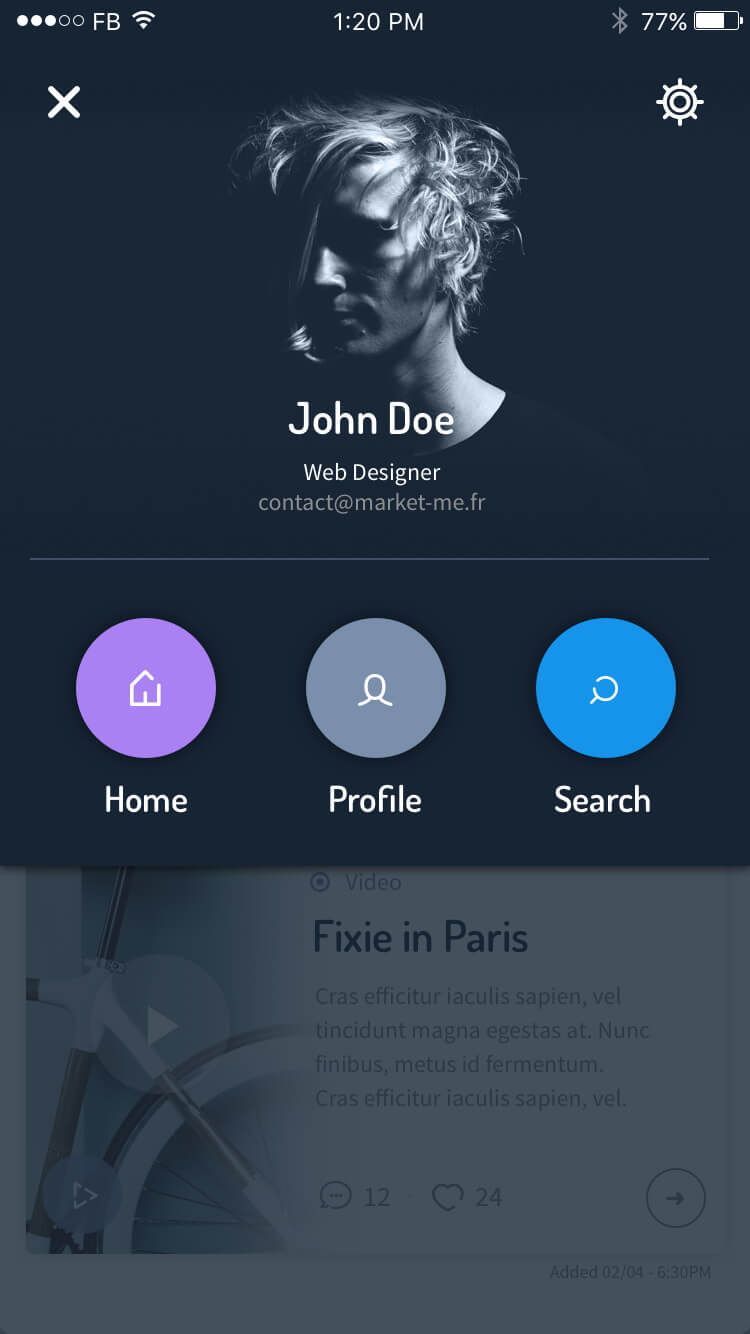 FB 1:20 PM 77%
John Doe
Web Designer
contact@market-me.fr
Home Profile Search
Video
Fixie in Paris
Cras efficitur iaculis sapien, vel
tincidunt magna egestas at. Nunc
finibus, metus id fermentum.
Cras efficitur iaculis sapien, vel.
12 · 24
Added 02/04 - 6:30PM